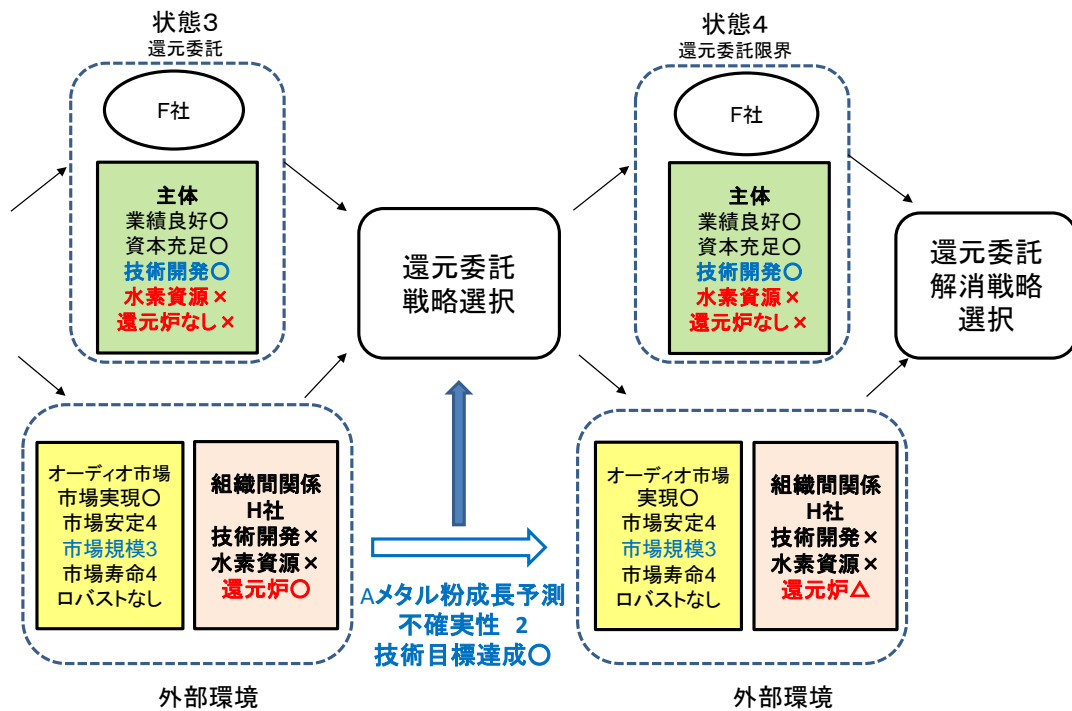 状態3
還元委託
F社
主体
業績良好〇
資本充足〇
技術開発〇
水素資源×
還元炉なし×
還元委託
戦略選択
オーディオ市場
市場実現〇
市場安定4
市場規模3
市場寿命4
ロバストなし
組織間関係
H社
技術開発×
水素資源×
還元炉〇
外部環境
Aメタル粉成長予測
不確実性 2
技術目標達成〇
状態4
還元委託限界
F社
主体
業績良好〇
資本充足〇
技術開発〇
水素資源×
還元炉なし×
還元委託
解消戦略
選択
オーディオ市場
実現〇
市場安定4
市場規模3
市場寿命4
ロバストなし
組織間関係
H社
技術開発×
水素資源×
還元炉△
外部環境